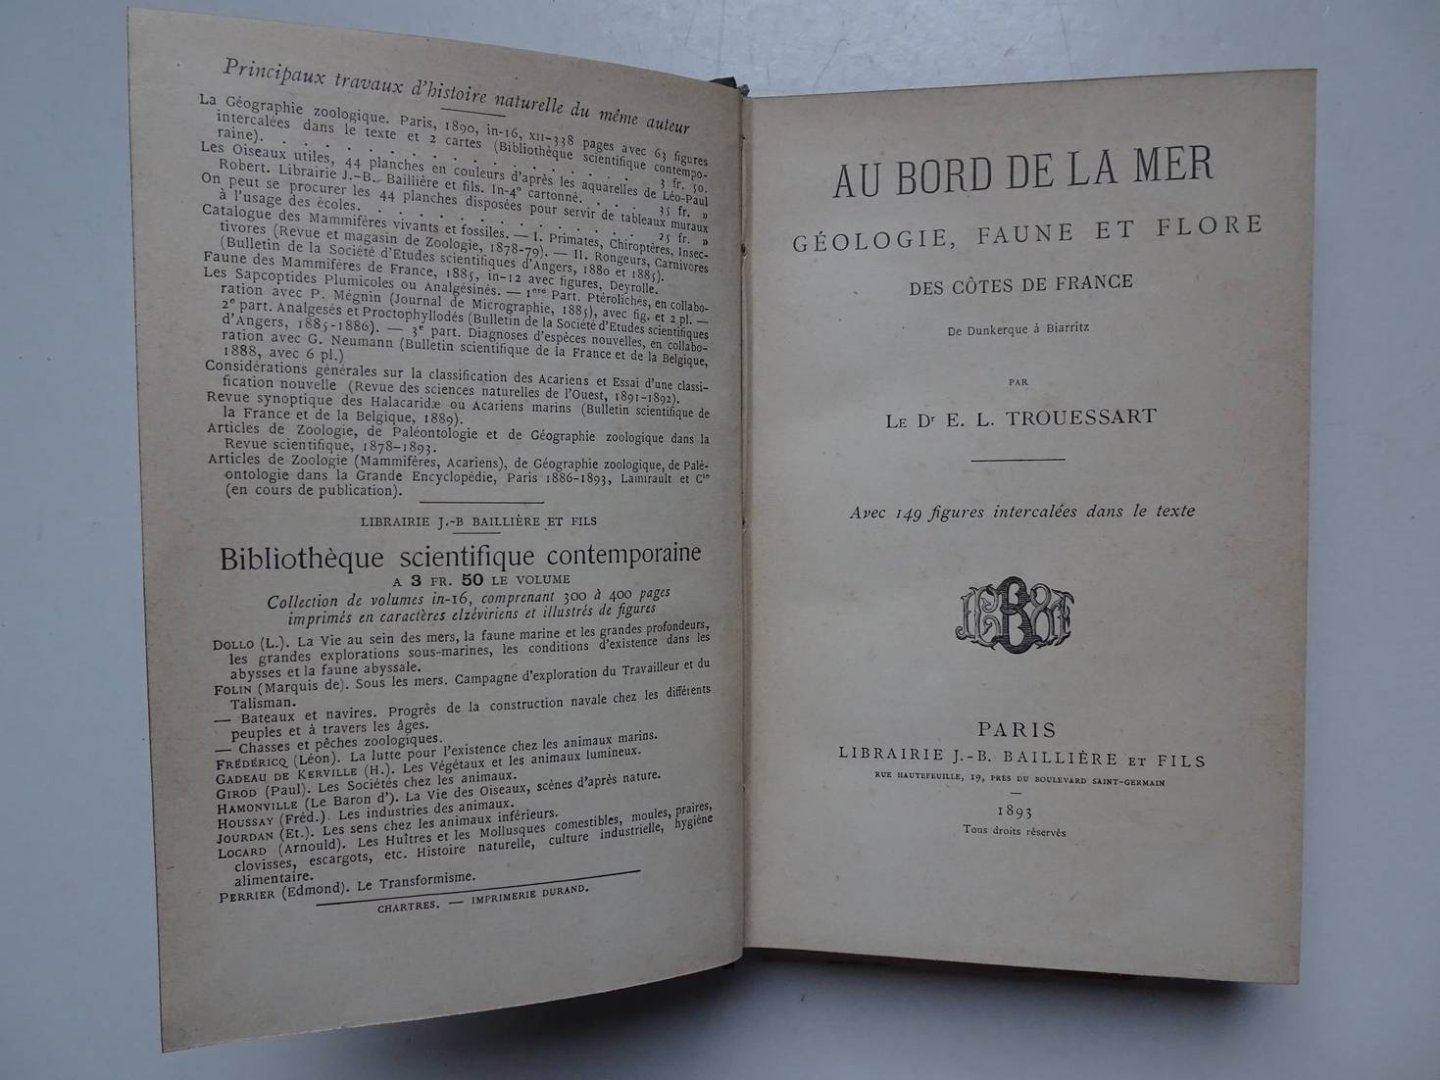 Principaux travaux d'histoire naturelle du même auteur
La Géographie zoologique. Paris, 1890, in-16, XII-338 pages avec 63 figures
intercalées dans le texte et 2 cartes (Bibliothèque scientifique contempo-
raine). . . . . . . . . . . . . . . . . . . . 3 fr. 50.
Les Oiseaux utiles, 44 planches en couleurs d'après les aquarelles de Léo-Paul
Robert. Librairie J.-B. Baillière et fils. In-4° cartonné. . . . 35 fr. »
On peut se procurer les 44 planches disposées pour servir de tableaux muraux
à l'usage des écoles. . . . . . . . . . . . . . . . 25 fr. »
Catalogue des Mammifères vivants et fossiles. — I. Primates, Chiroptères, Insec-
tivores (Revue et magasin de Zoologie, 1878-79). — II. Rongeurs, Carnivores
(Bulletin de la Société d'Etudes scientifiques d'Angers, 1880 et 1885).
Faune des Mammifères de France, 1885, in-12 avec figures, Deyrolle.
Les Sapcoptides Plumicoles ou Analgésinés. — 1ère Part. Ptérolichés, en collabo-
ration avec P. Mégnin (Journal de Micrographie, 1885), avec fig. et 2 pl. —
2e part. Analgesés et Proctophyllodés (Bulletin de la Société d'Etudes scientifiques
d'Angers, 1885-1886). — 3e part. Diagnoses d'espèces nouvelles, en collabo-
ration avec G. Neumann (Bulletin scientifique de la France et de la Belgique,
1888, avec 6 pl.)
Considérations générales sur la classification des Acariens et Essai d'une classi-
fication nouvelle (Revue des sciences naturelles de l'Ouest, 1891-1892).
Revue synoptique des Halacaridæ ou Acariens marins (Bulletin scientifique de
la France et de la Belgique, 1889).
Articles de Zoologie, de Paléontologie et de Géographie zoologique dans la
Revue scientifique, 1878-1893.
Articles de Zoologie (Mammifères, Acariens), de Géographie zoologique, de Palé-
ontologie dans la Grande Encyclopédie, Paris 1886-1893, Lamirault et Cie
(en cours de publication).
LIBRAIRIE J.-B BAILLIÈRE ET FILS
Bibliothèque scientifique contemporaine
A 3 FR. 50 LE VOLUME
Collection de volumes in-16, comprenant 300 à 400 pages
imprimés en caractères elzéviriens et illustrés de figures
DOLLO (L.). La Vie au sein des mers, la faune marine et les grandes profondeurs,
les grandes explorations sous-marines, les conditions d'existence dans les
abysses et la faune abyssale.
FOLIN (Marquis de). Sous les mers. Campagne d'exploration du Travailleur et du
Talisman.
— Bateaux et navires. Progrès de la construction navale chez les différents
peuples et à travers les âges.
— Chasses et pêches zoologiques.
FRÉDÉRICQ (Léon). La lutte pour l'existence chez les animaux marins.
GADEAU DE KERVILLE (H.). Les Végétaux et les animaux lumineux.
GIROD (Paul). Les Sociétés chez les animaux.
HAMONVILLE (Le Baron d'). La Vie des Oiseaux, scènes d'après nature.
HOUSSAY (Fréd.). Les industries des animaux.
JOURDAN (Et.). Les sens chez les animaux inférieurs.
LOCARD (Arnould). Les Huîtres et les Mollusques comestibles, moules, praires,
clovisses, escargots, etc. Histoire naturelle, culture industrielle, hygiène
alimentaire.
PERRIER (Edmond). Le Transformisme.
CHARTRES. — IMPRIMERIE DURAND.
AU BORD DE LA MER
GÉOLOGIE, FAUNE ET FLORE
DES CÔTES DE FRANCE
De Dunkerque à Biarritz
PAR
LE Dr E. L. TROUESSART
Avec 149 figures intercalées dans le texte
PARIS
LIBRAIRIE J.-B. BAILLIÈRE ET FILS
RUE HAUTEFEUILLE, 19, PRÈS DU BOULEVARD SAINT-GERMAIN
1893
Tous droits réservés